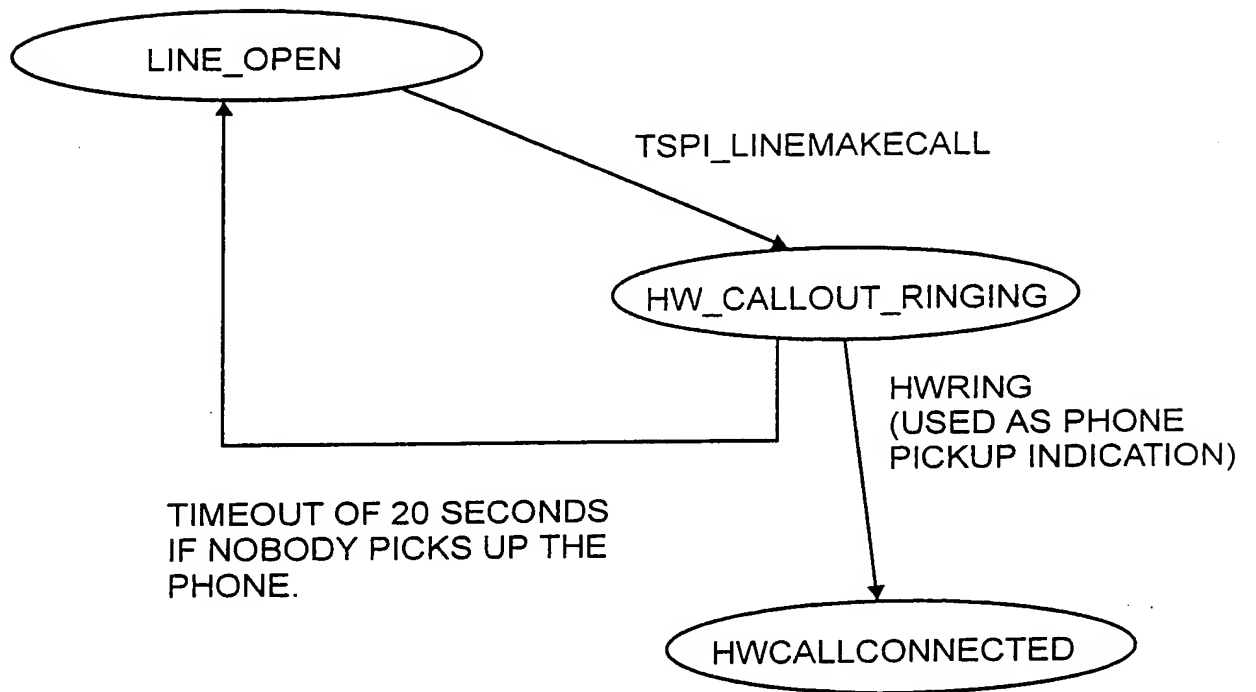 LINE_OPEN
TSPI_LINEMAKECALL
HW_CALLOUT_RINGING
HWRING
(USED AS PHONE
PICKUP INDICATION)
TIMEOUT OF 20 SECONDS
IF NOBODY PICKS UP THE
PHONE.
HWCALLCONNECTED